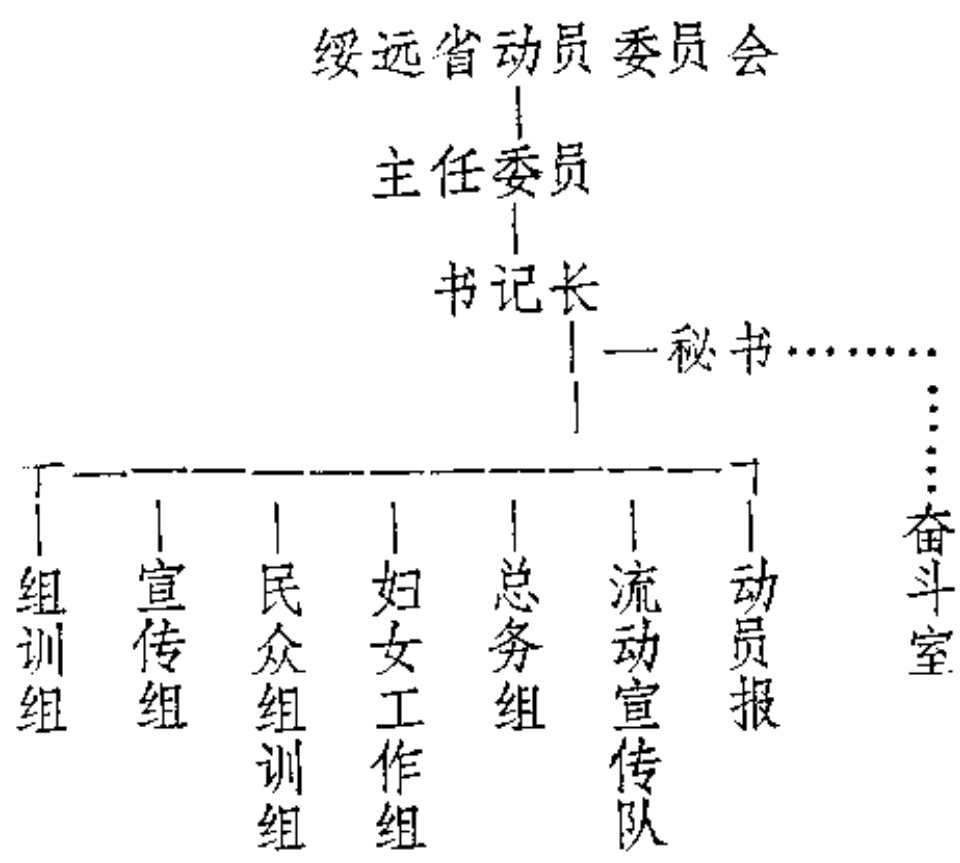 绥远省动员委员会
主任委员
书记长
秘书
组训组
宣传组
民众组训组
妇女工作组
总务组
流动宣传队
动员报
奋斗室